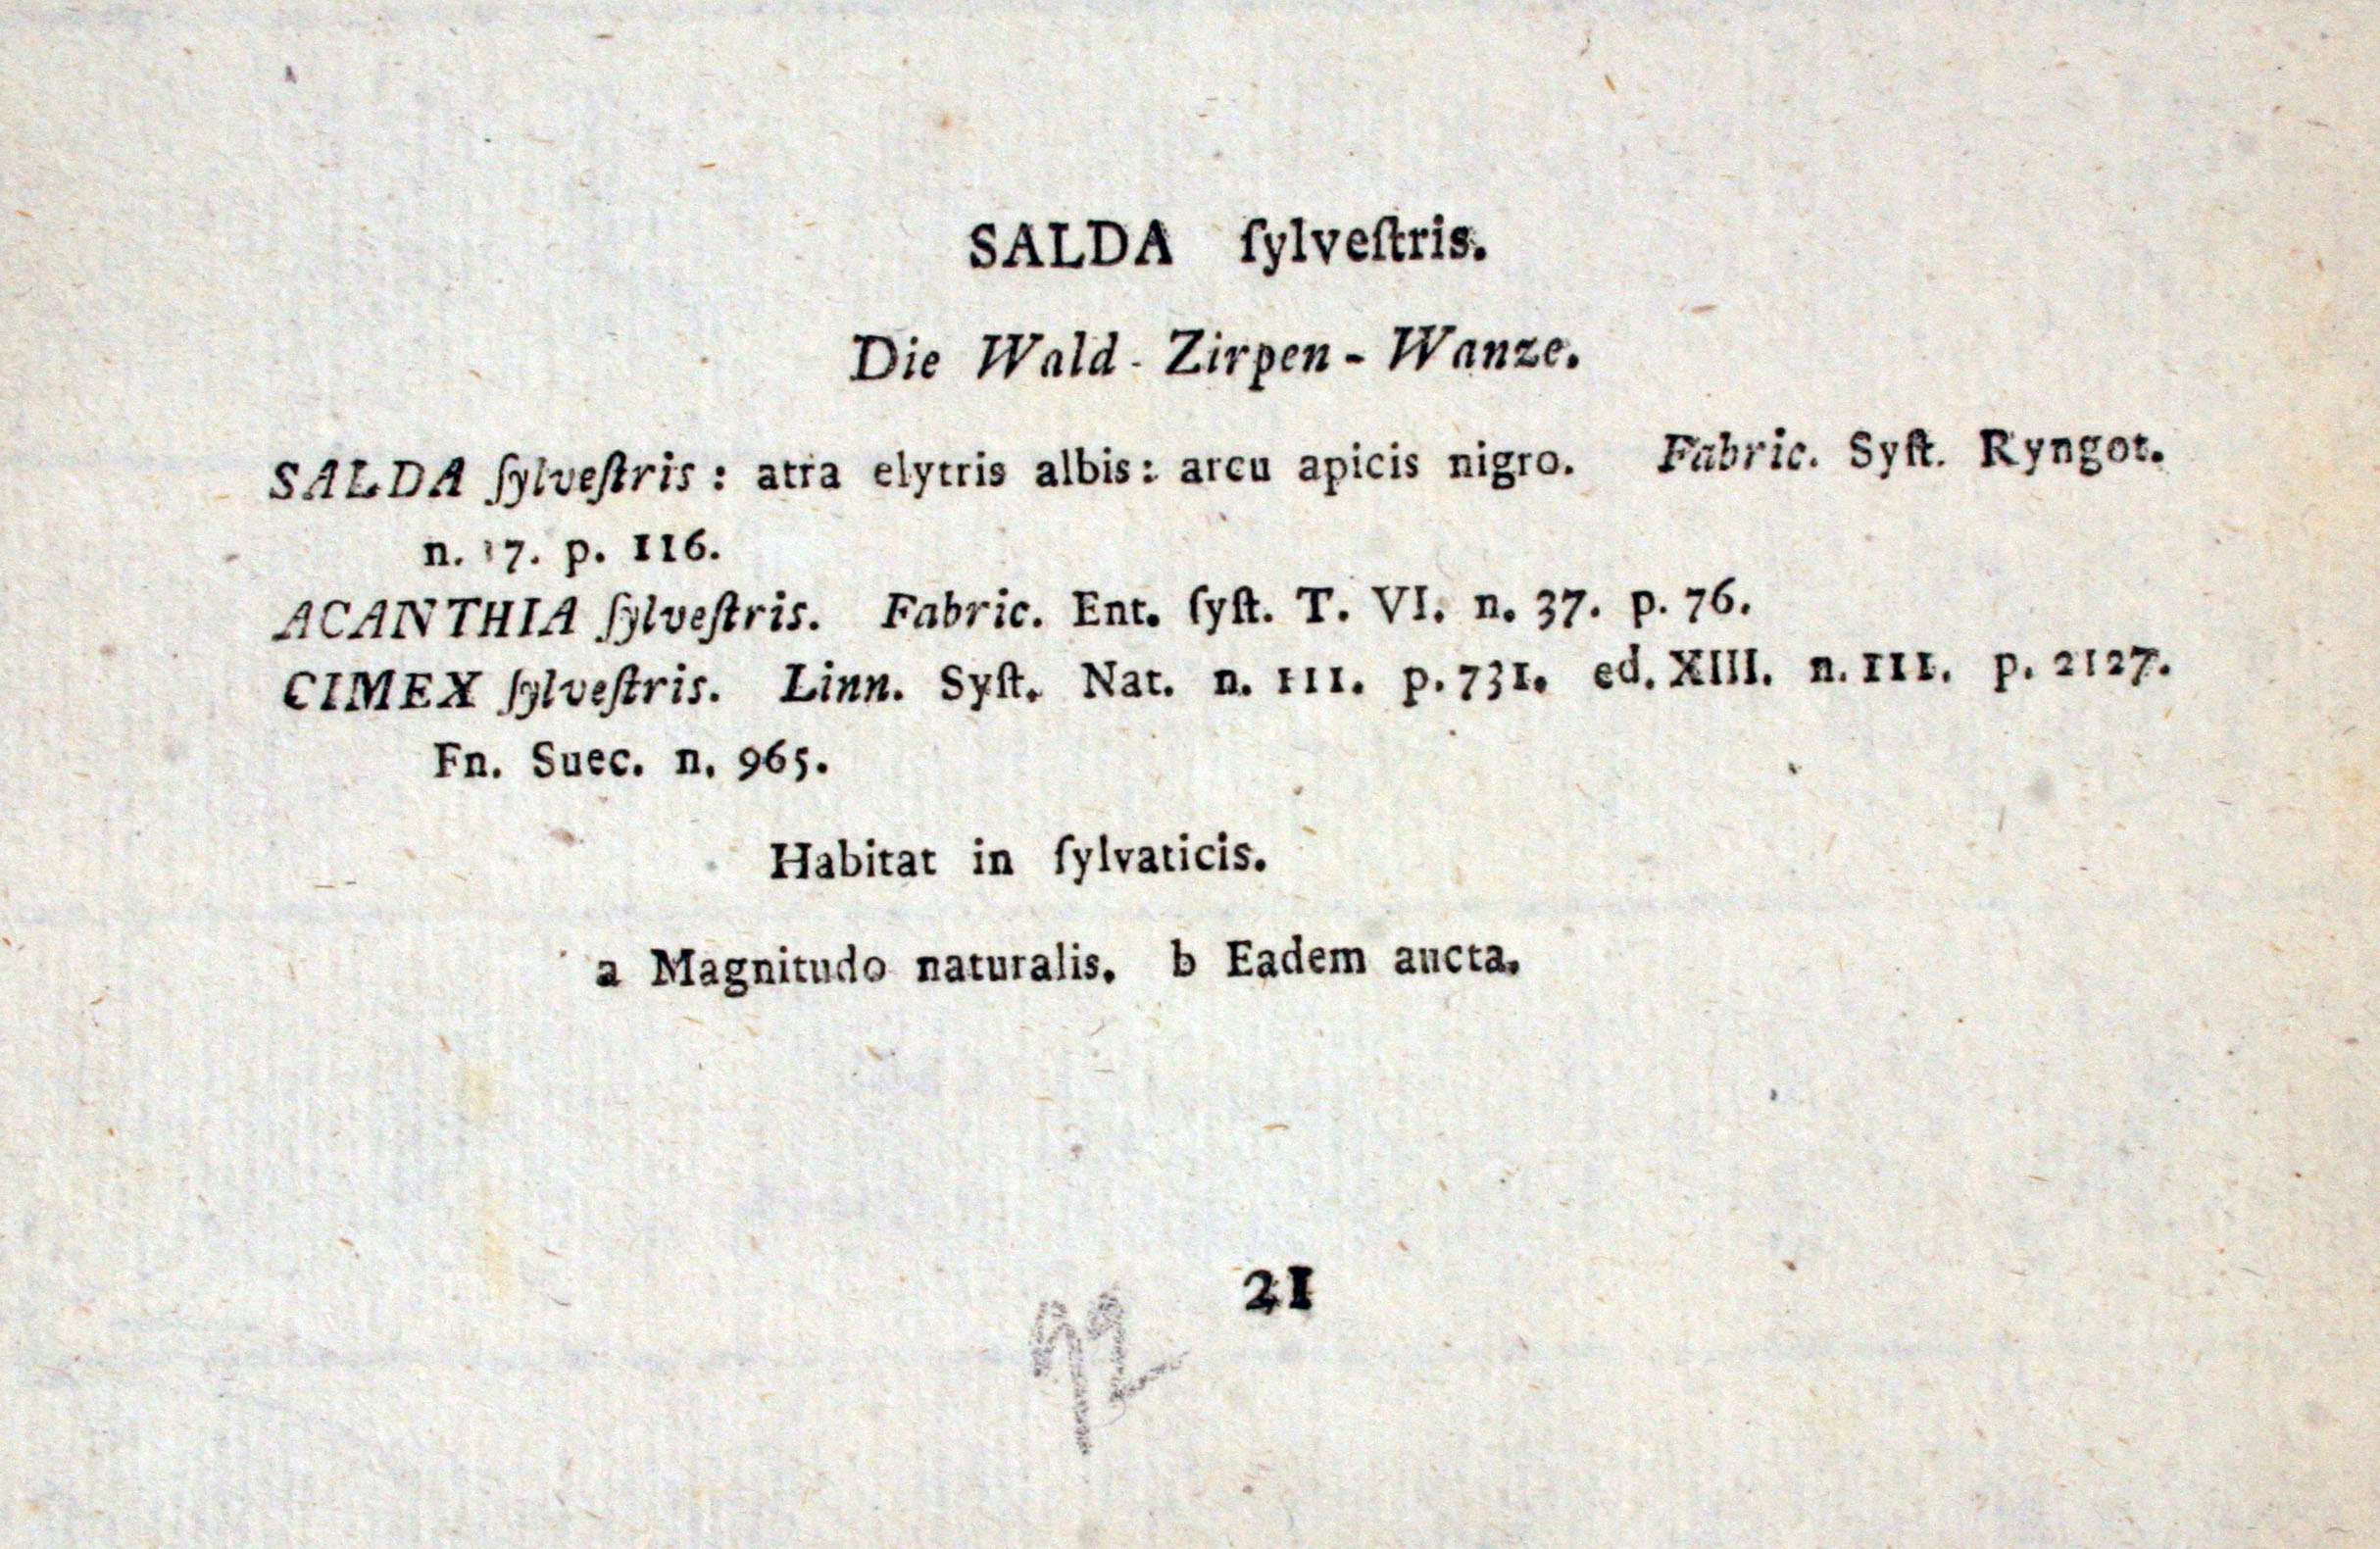 SALDA ſylveſtris.
Die Wald-Zirpen-Wanze.
SALDA ſylveſtris: atra elytris albis: arcu apicis nigro. Fabric. Syſt. Ryngot.
n. 17. p. 116.
ACANTHIA ſylveſtris. Fabric. Ent. ſyſt. T. VI. n. 37. p. 76.
CIMEX ſylveſtris. Linn. Syſt. Nat. n. 111. p. 731. ed. XIII. n. 111. p. 2127.
Fn. Suec. n. 965.
Habitat in ſylvaticis.
a Magnitudo naturalis. b Eadem aucta.
21
92